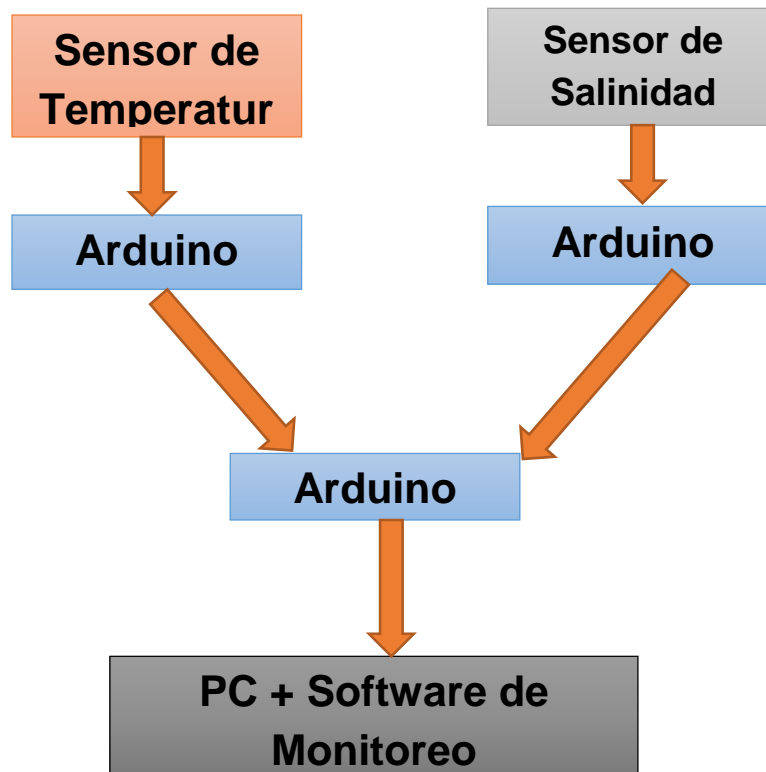 Sensor de
Temperatur
Sensor de
Salinidad
Arduino
Arduino
Arduino
PC + Software de
Monitoreo